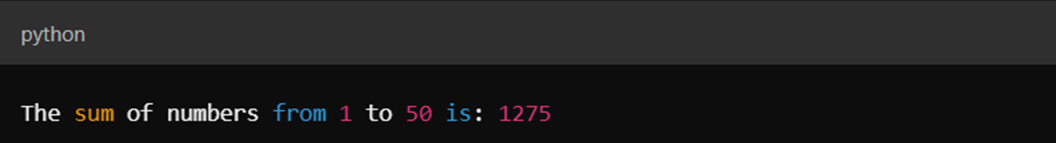 python
The sum of numbers from 1 to 50 is: 1275